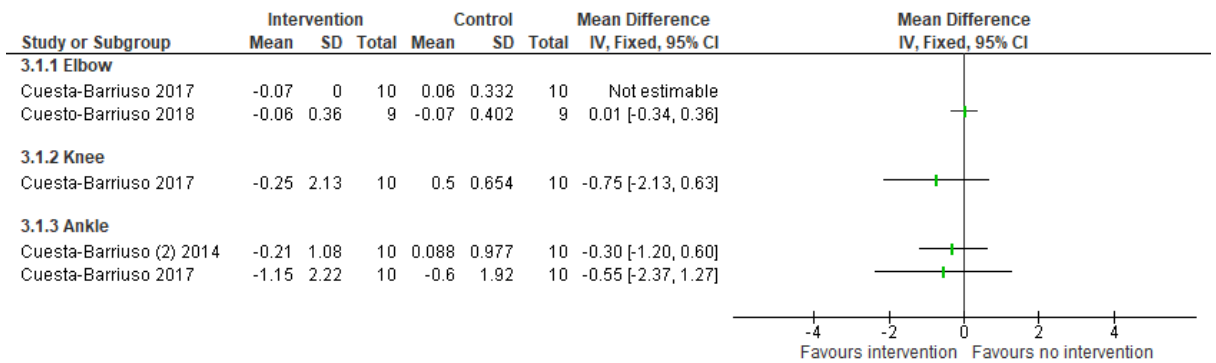 Intervention Control Mean Difference Mean Difference
Study or Subgroup Mean SD Total Mean SD Total IV, Fixed, 95% CI IV, Fixed, 95% CI
3.1.1 Elbow
Cuesta-Barriuso 2017 -0.07 0 10 0.06 0.332 10 Not estimable
Cuesto-Barriuso 2018 -0.06 0.36 9 -0.07 0.402 9 0.01 [-0.34, 0.36]
3.1.2 Knee
Cuesta-Barriuso 2017 -0.25 2.13 10 0.5 0.654 10 -0.75 [-2.13, 0.63]
3.1.3 Ankle
Cuesta-Barriuso (2) 2014 -0.21 1.08 10 0.088 0.977 10 -0.30 [-1.20, 0.60]
Cuesta-Barriuso 2017 -1.15 2.22 10 -0.6 1.92 10 -0.55 [-2.37, 1.27]
-4 -2 0 2 4
Favours intervention Favours no intervention